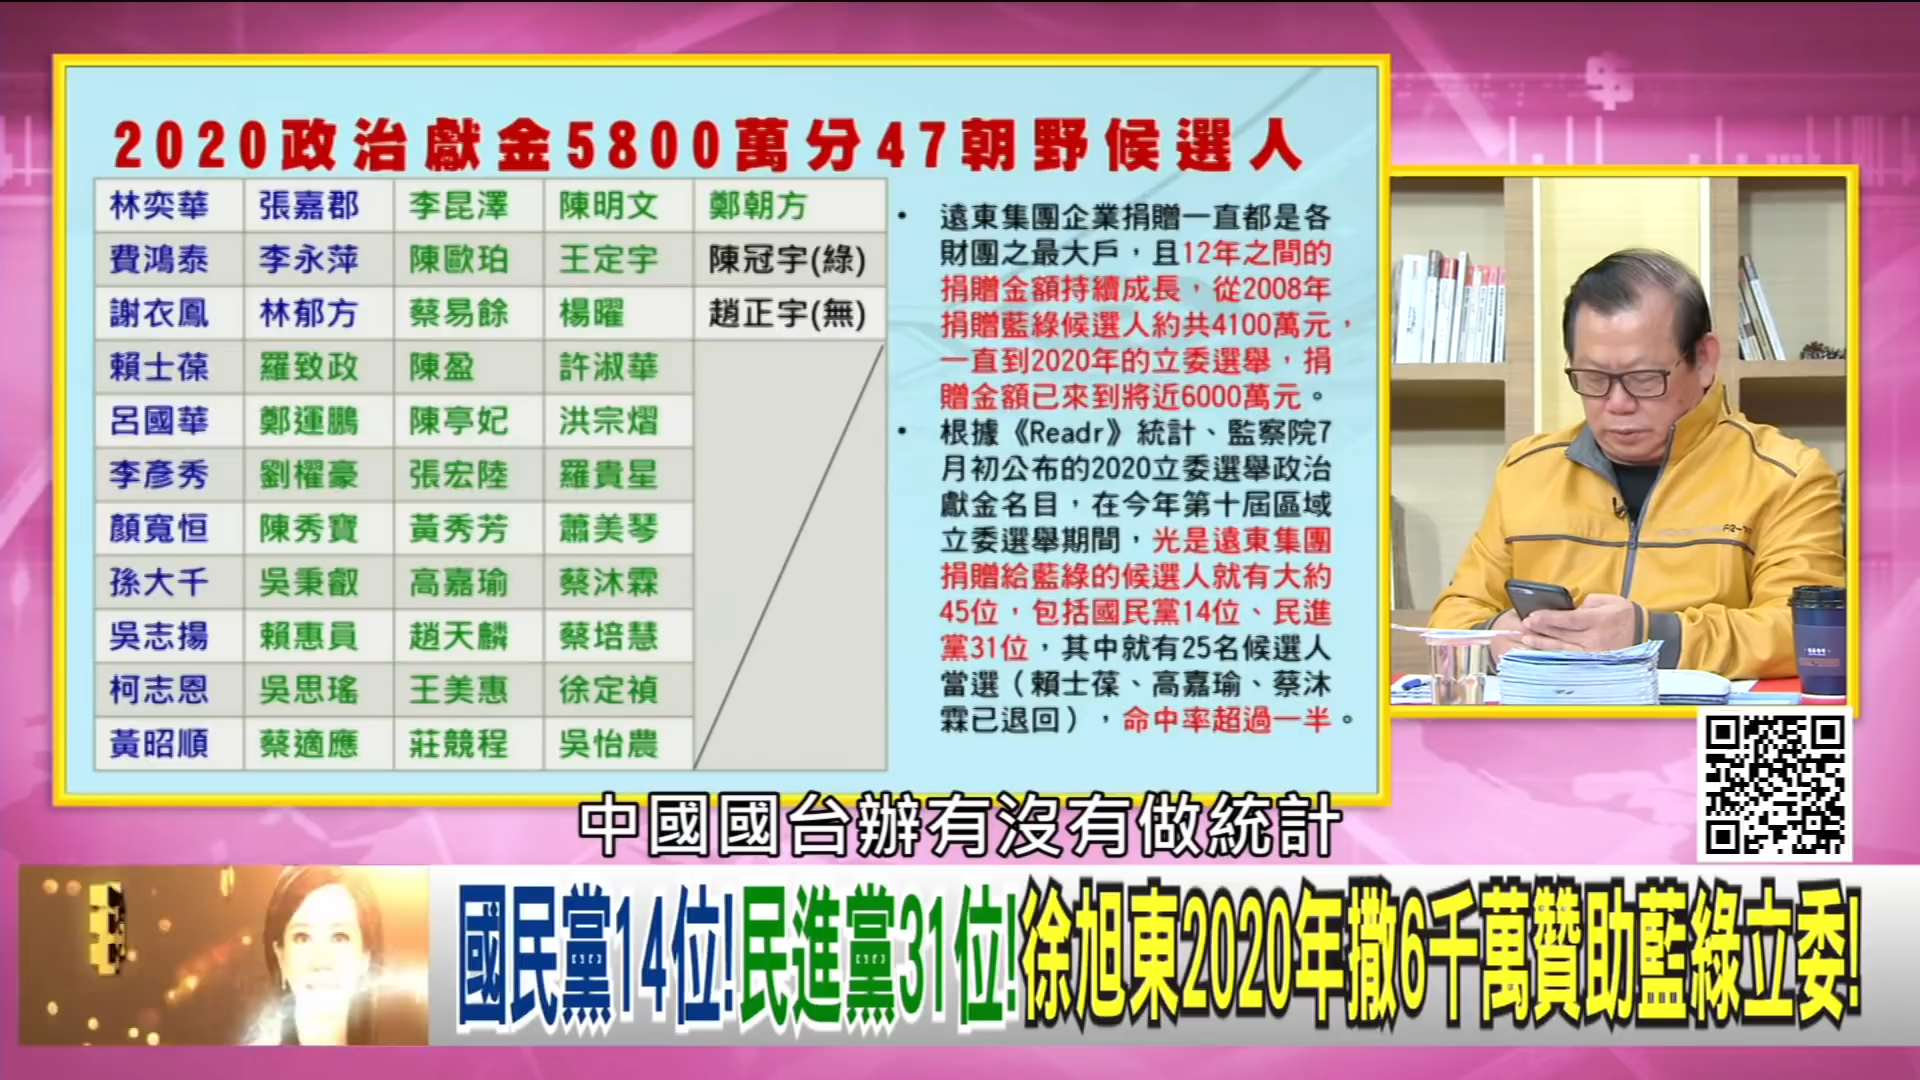 2020政治獻金5800萬分47朝野候選人
林奕華 張嘉郡 李昆澤 陳明文 鄭朝方
費鴻泰 李永萍 陳歐珀 王定宇 陳冠宇(綠)
謝衣鳳 林郁方 蔡易餘 楊曜 趙正宇(無)
賴士葆 羅致政 陳盈 許淑華
呂國華 鄭運鵬 陳亭妃 洪宗熠
李彥秀 劉櫂豪 張宏陸 羅貴星
顏寬恒 陳秀寶 黃秀芳 蕭美琴
孫大千 吳秉叡 高嘉瑜 蔡沐霖
吳志揚 賴惠員 趙天麟 蔡培慧
柯志恩 吳思瑤 王美惠 徐定禎
黃昭順 蔡適應 莊競程 吳怡農
• 遠東集團企業捐贈一直都是各
財團之最大戶，且12年之間的
捐贈金額持續成長，從2008年
捐贈藍綠候選人約共4100萬元，
一直到2020年的立委選舉，捐
贈金額已來到將近6000萬元。
• 根據《Readr》統計、監察院7
月初公布的2020立委選舉政治
獻金名目，在今年第十屆區域
立委選舉期間，光是遠東集團
捐贈給藍綠的候選人就有大約
45位，包括國民黨14位、民進
黨31位，其中就有25名候選人
當選（賴士葆、高嘉瑜、蔡沐
霖已退回），命中率超過一半。
中國國台辦有沒有做統計
國民黨14位!民進黨31位!徐旭東2020年撒6千萬贊助藍綠立委!